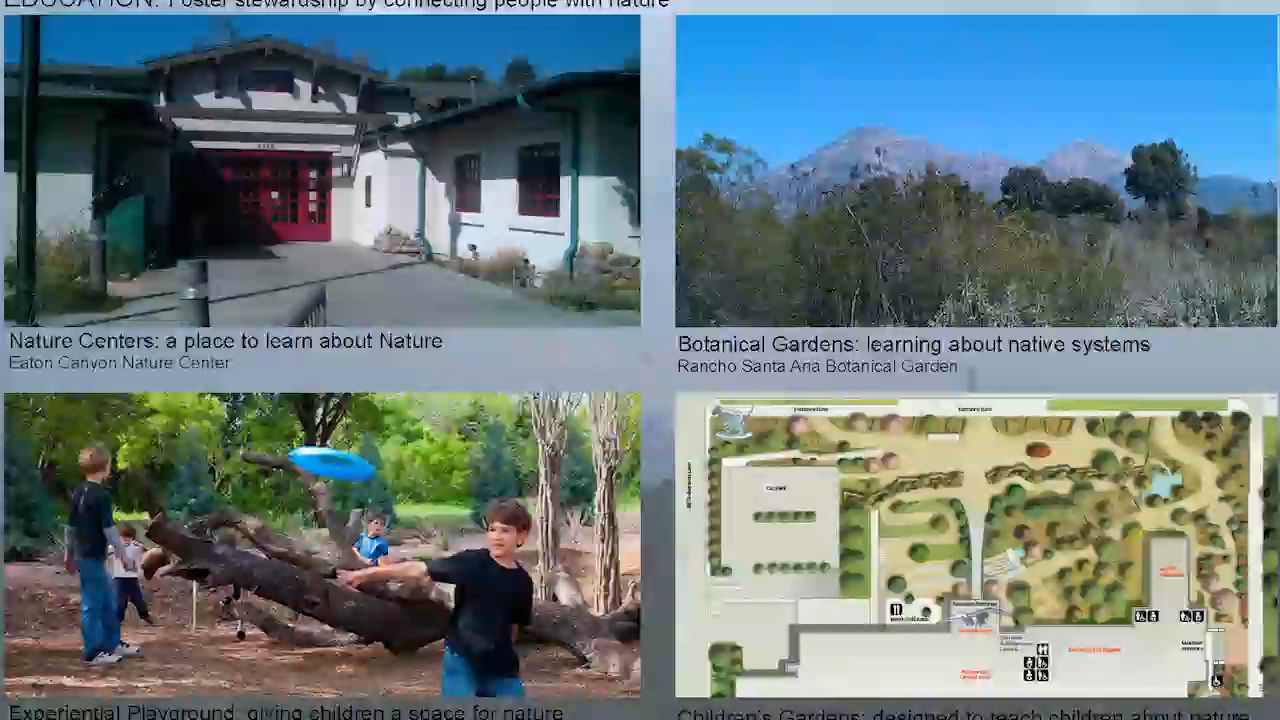 EDUCATION: Foster stewardship by connecting people with nature
Nature Centers: a place to learn about Nature
Eaton Canyon Nature Center
Botanical Gardens: learning about native systems
Rancho Santa Ana Botanical Garden
Experiential Playground giving children a space for nature
Children's Gardens: designed to teach children about nature